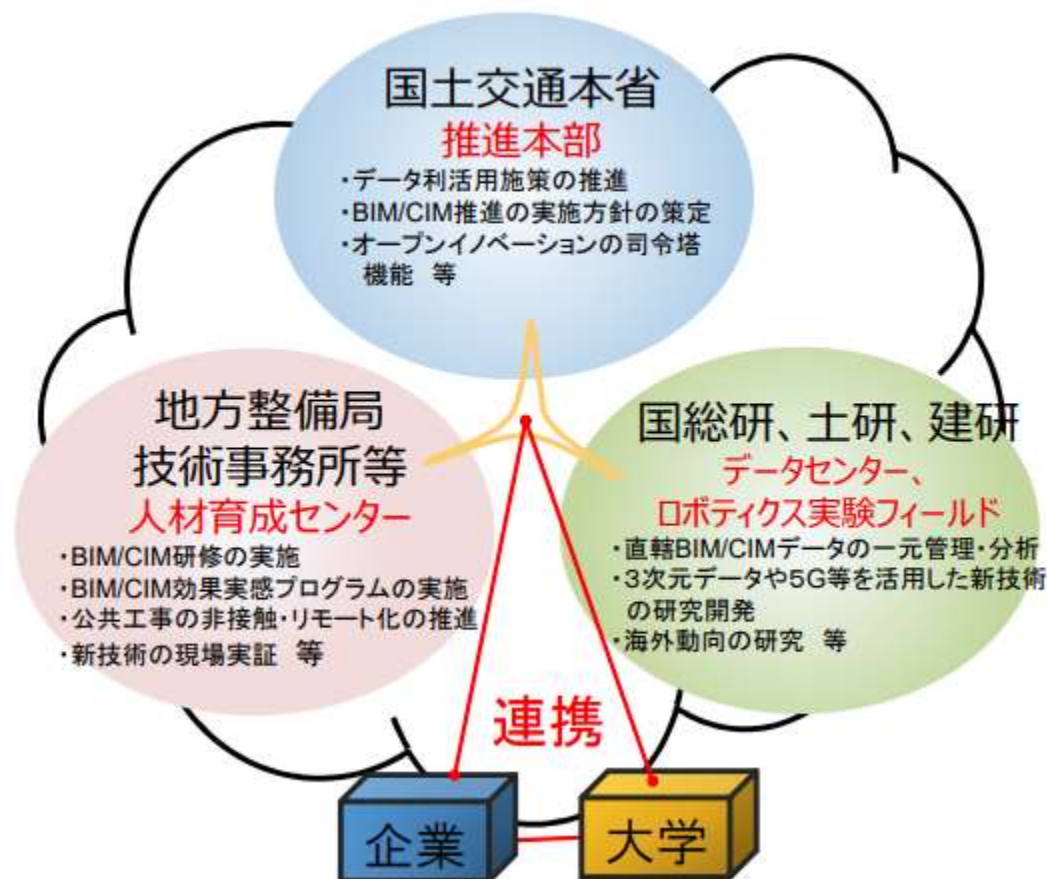 国土交通本省
推進本部
・データ利活用施策の推進
・BIM/CIM推進の実施方針の策定
・オープンイノベーションの司令塔
機能 等
地方整備局
技術事務所等
人材育成センター
・BIM/CIM研修の実施
・BIM/CIM効果実感プログラムの実施
・公共工事の非接触・リモート化の推進
・新技術の現場実証 等
国総研、土研、建研
データセンター、
ロボティクス実験フィールド
・直轄BIM/CIMデータの一元管理・分析
・3次元データや5G等を活用した新技術
の研究開発
・海外動向の研究 等
連携
企業
大学